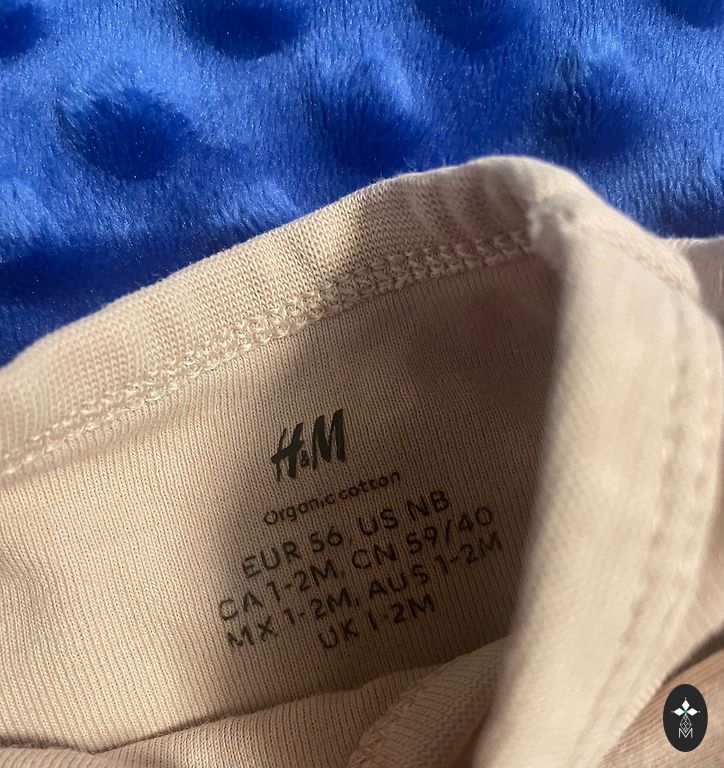 H&M
Organic cotton
EUR 56, US NB
CA 1-2M, CN 59/40
MX 1-2M, AUS 1-2M
UK 1-2M